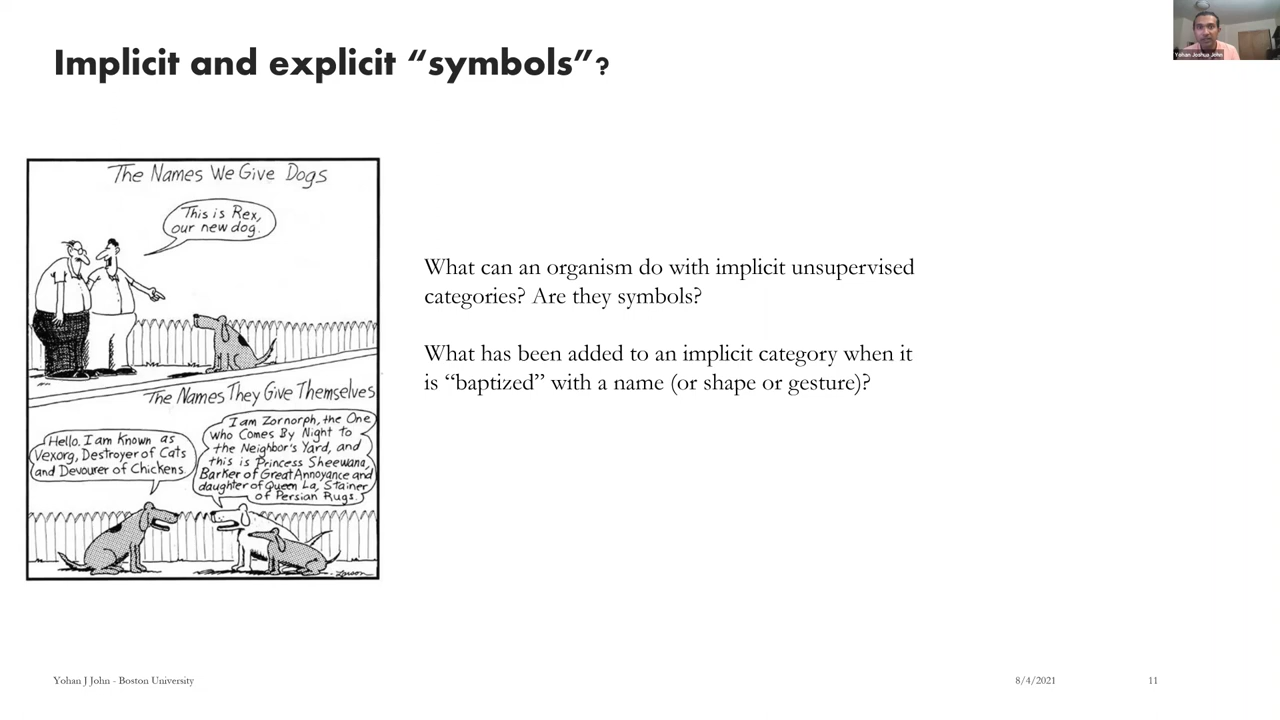 Implicit and explicit “symbols”?
Yohan Joshua John
The Names We Give Dogs
This is Rex,
our new dog.
The Names They Give Themselves
Hello. I am Known as
Vexorg, Destroyer of Cats
and Devourer of Chickens.
I am Zornorph, the One
who Comes By Night to
the Neighbor's Yard, and
this is Princess Sheewana,
Barker of Great Annoyance and
daughter of Queen La, Stainer
of Persian Rugs.
Larson
What can an organism do with implicit unsupervised
categories? Are they symbols?
What has been added to an implicit category when it
is “baptized” with a name (or shape or gesture)?
Yohan J John - Boston University
8/4/2021
11